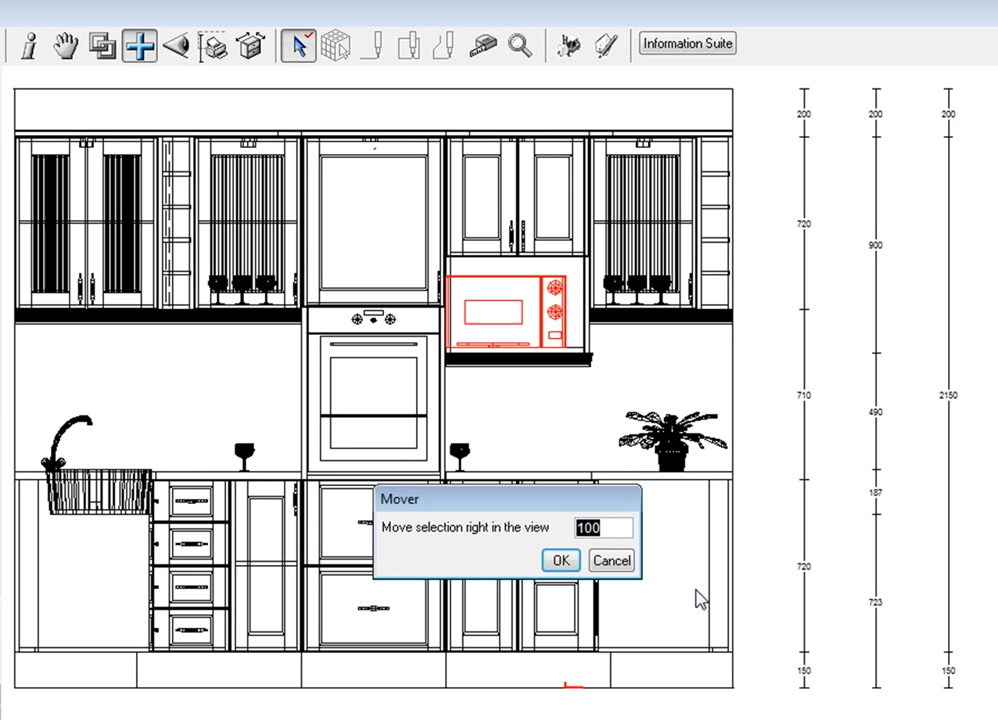 Information Suite
200
200
200
720
900
710
2150
490
187
720
723
150
150
Mover
Move selection right in the view
100
OK
Cancel